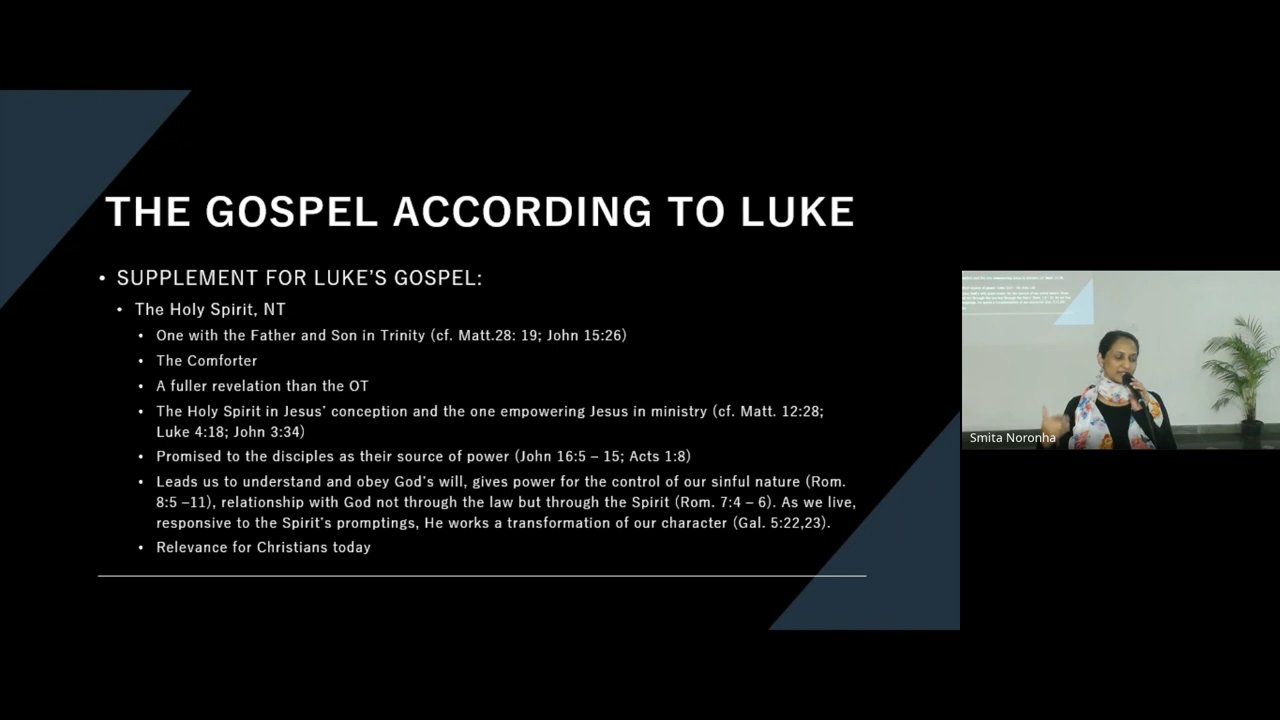 THE GOSPEL ACCORDING TO LUKE
• SUPPLEMENT FOR LUKE'S GOSPEL:
• The Holy Spirit, NT
• One with the Father and Son in Trinity (cf. Matt.28: 19; John 15:26)
• The Comforter
• A fuller revelation than the OT
• The Holy Spirit in Jesus' conception and the one empowering Jesus in ministry (cf. Matt. 12:28;
Luke 4:18; John 3:34)
• Promised to the disciples as their source of power (John 16:5 – 15; Acts 1:8)
• Leads us to understand and obey God's will, gives power for the control of our sinful nature (Rom.
8:5 –11), relationship with God not through the law but through the Spirit (Rom. 7:4 – 6). As we live,
responsive to the Spirit's promptings, He works a transformation of our character (Gal. 5:22,23).
• Relevance for Christians today
Smita Noronha